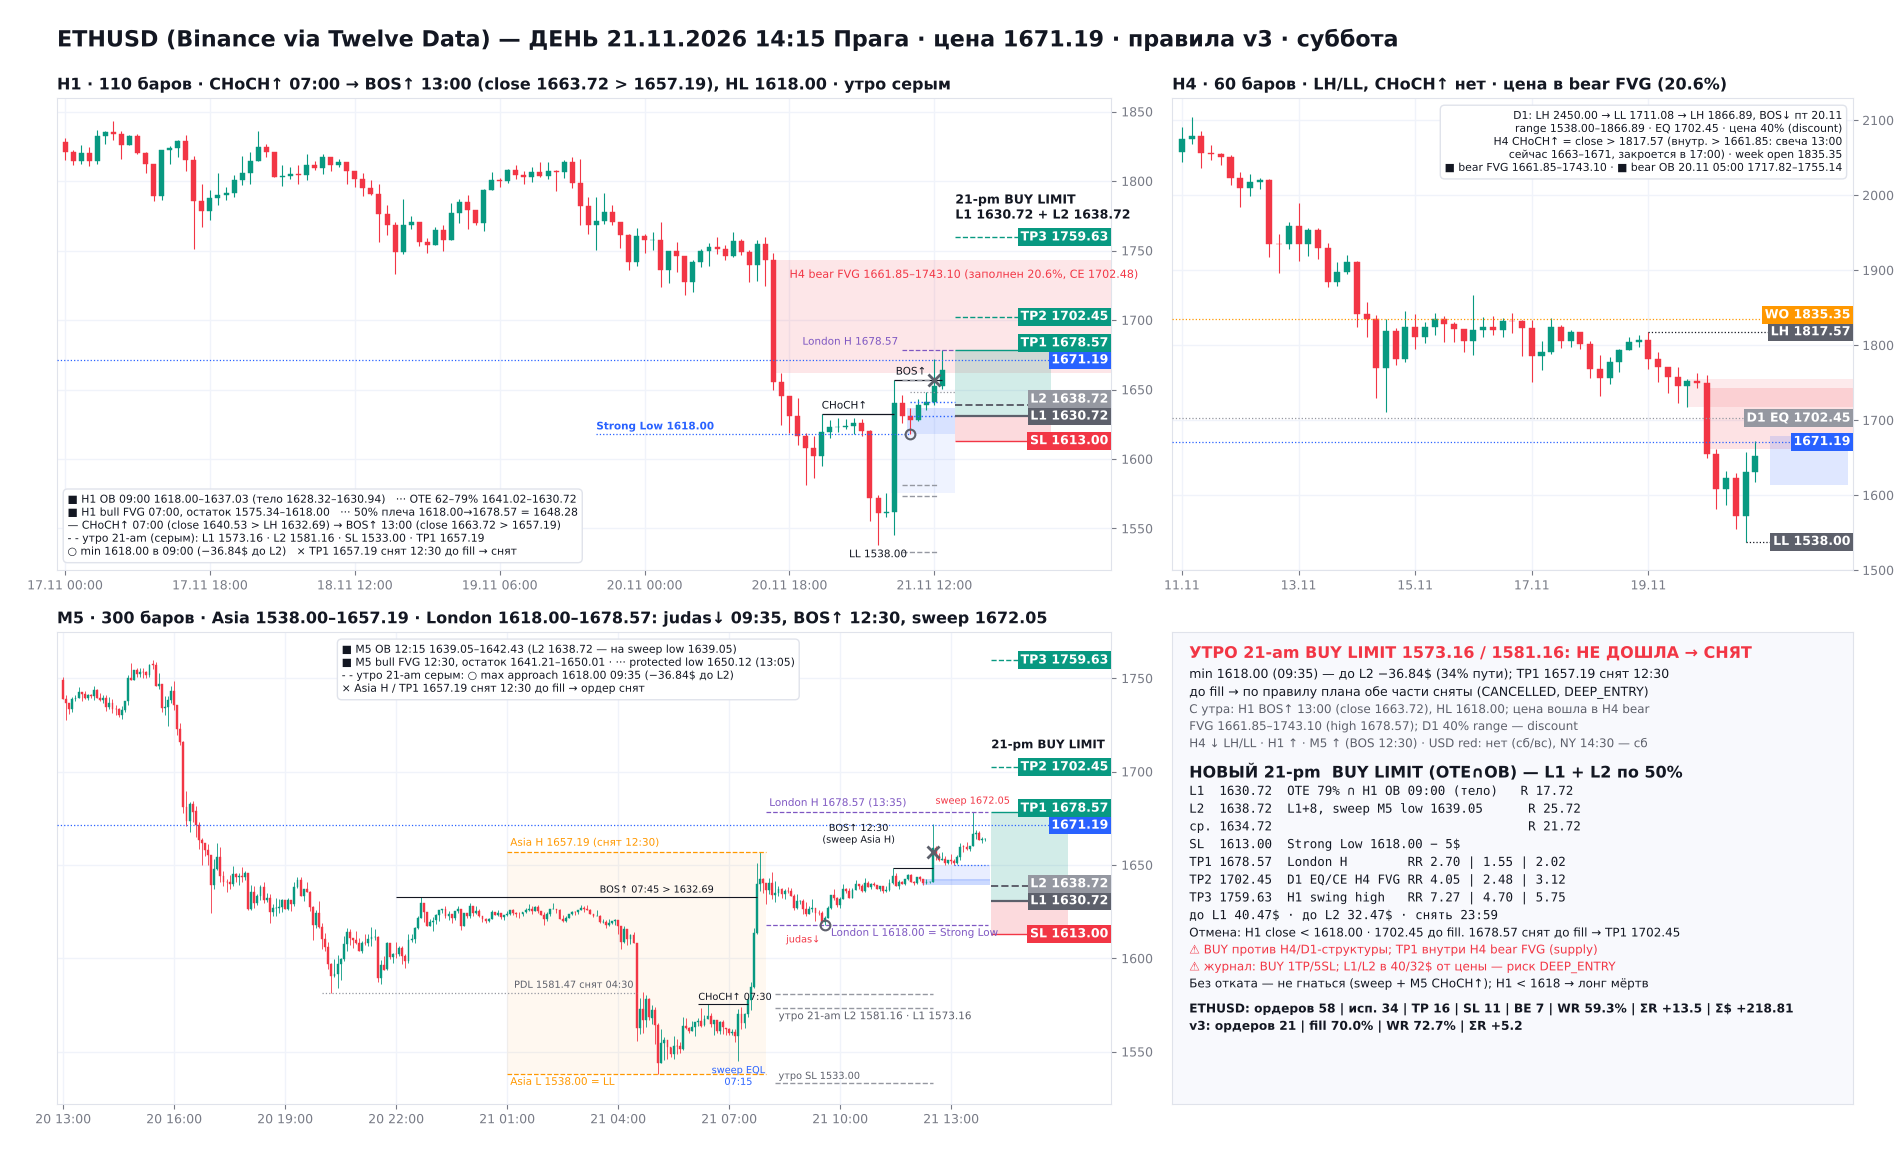 ETHUSD (Binance via Twelve Data) — ДЕНЬ 21.11.2026 14:15 Прага · цена 1671.19 · правила v3 · суббота
H1 · 110 баров · CHoCH↑ 07:00 → BOS↑ 13:00 (close 1663.72 > 1657.19), HL 1618.00 · утро серым
1850
1800
1750
1700
1650
1600
1550
21-pm BUY LIMIT
L1 1630.72 + L2 1638.72
TP3 1759.63
H4 bear FVG 1661.85–1743.10 (заполнен 20.6%, CE 1702.48)
TP2 1702.45
London H 1678.57
TP1 1678.57
1671.19
BOS↑
L2 1638.72
CHoCH↑
L1 1630.72
Strong Low 1618.00
SL 1613.00
LL 1538.00
■ H1 OB 09:00 1618.00–1637.03 (тело 1628.32–1630.94)   ··· OTE 62–79% 1641.02–1630.72
■ H1 bull FVG 07:00, остаток 1575.34–1618.00   ··· 50% плеча 1618.00→1678.57 = 1648.28
— CHoCH↑ 07:00 (close 1640.53 > LH 1632.69) → BOS↑ 13:00 (close 1663.72 > 1657.19)
- - утро 21-am (серым): L1 1573.16 · L2 1581.16 · SL 1533.00 · TP1 1657.19
○ min 1618.00 в 09:00 (−36.84$ до L2)   × TP1 1657.19 снят 12:30 до fill → снят
17.11 00:00
17.11 18:00
18.11 12:00
19.11 06:00
20.11 00:00
20.11 18:00
21.11 12:00
H4 · 60 баров · LH/LL, CHoCH↑ нет · цена в bear FVG (20.6%)
D1: LH 2450.00 → LL 1711.08 → LH 1866.89, BOS↓ пт 20.11
range 1538.00–1866.89 · EQ 1702.45 · цена 40% (discount)
H4 CHoCH↑ = close > 1817.57 (внутр. > 1661.85: свеча 13:00
сейчас 1663–1671, закроется в 17:00) · week open 1835.35
■ bear FVG 1661.85–1743.10 · ■ bear OB 20.11 05:00 1717.82–1755.14
2100
2000
1900
1800
1700
1600
1500
WO 1835.35
LH 1817.57
D1 EQ 1702.45
1671.19
LL 1538.00
11.11
13.11
15.11
17.11
19.11
M5 · 300 баров · Asia 1538.00–1657.19 · London 1618.00–1678.57: judas↓ 09:35, BOS↑ 12:30, sweep 1672.05
■ M5 OB 12:15 1639.05–1642.43 (L2 1638.72 — на sweep low 1639.05)
■ M5 bull FVG 12:30, остаток 1641.21–1650.01 · ··· protected low 1650.12 (13:05)
- - утро 21-am серым: ○ max approach 1618.00 09:35 (−36.84$ до L2)
× Asia H / TP1 1657.19 снят 12:30 до fill → ордер снят
1750
1700
1650
1600
1550
TP3 1759.63
21-pm BUY LIMIT
TP2 1702.45
London H 1678.57 (13:35)
sweep 1672.05
TP1 1678.57
1671.19
BOS↑ 12:30
(sweep Asia H)
Asia H 1657.19 (снят 12:30)
BOS↑ 07:45 > 1632.69
L2 1638.72
L1 1630.72
judas↓
London L 1618.00 = Strong Low
SL 1613.00
PDL 1581.47 снят 04:30
CHoCH↑ 07:30
утро 21-am L2 1581.16 · L1 1573.16
sweep EQL
07:15
утро SL 1533.00
Asia L 1538.00 = LL
20 13:00
20 16:00
20 19:00
20 22:00
21 01:00
21 04:00
21 07:00
21 10:00
21 13:00
УТРО 21-am BUY LIMIT 1573.16 / 1581.16: НЕ ДОШЛА → СНЯТ
min 1618.00 (09:35) — до L2 −36.84$ (34% пути); TP1 1657.19 снят 12:30
до fill → по правилу плана обе части сняты (CANCELLED, DEEP_ENTRY)
С утра: H1 BOS↑ 13:00 (close 1663.72), HL 1618.00; цена вошла в H4 bear
FVG 1661.85–1743.10 (high 1678.57); D1 40% range — discount
H4 ↓ LH/LL · H1 ↑ · M5 ↑ (BOS 12:30) · USD red: нет (сб/вс), NY 14:30 — сб
НОВЫЙ 21-pm  BUY LIMIT (OTE∩OB) — L1 + L2 по 50%
L1  1630.72  OTE 79% ∩ H1 OB 09:00 (тело)   R 17.72
L2  1638.72  L1+8, sweep M5 low 1639.05      R 25.72
ср. 1634.72                                  R 21.72
SL  1613.00  Strong Low 1618.00 − 5$
TP1 1678.57  London H        RR 2.70 | 1.55 | 2.02
TP2 1702.45  D1 EQ/CE H4 FVG RR 4.05 | 2.48 | 3.12
TP3 1759.63  H1 swing high   RR 7.27 | 4.70 | 5.75
до L1 40.47$ · до L2 32.47$ · снять 23:59
Отмена: H1 close < 1618.00 · 1702.45 до fill. 1678.57 снят до fill → TP1 1702.45
⚠ BUY против H4/D1-структуры; TP1 внутри H4 bear FVG (supply)
⚠ журнал: BUY 1TP/5SL; L1/L2 в 40/32$ от цены — риск DEEP_ENTRY
Без отката — не гнаться (sweep + M5 CHoCH↑); H1 < 1618 → лонг мёртв
ETHUSD: ордеров 58 | исп. 34 | TP 16 | SL 11 | BE 7 | WR 59.3% | ΣR +13.5 | Σ$ +218.81
v3: ордеров 21 | fill 70.0% | WR 72.7% | ΣR +5.2